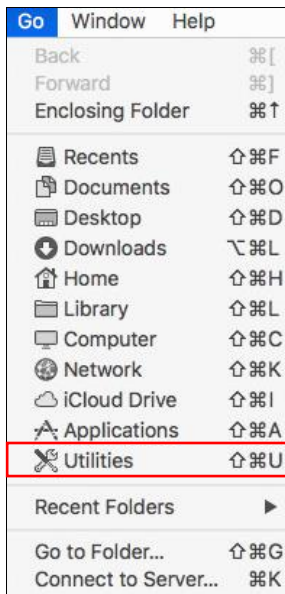 Go Window Help
Back ⌘[
Forward ⌘]
Enclosing Folder ⌘↑
Recents ⇧⌘F
Documents ⇧⌘O
Desktop ⇧⌘D
Downloads ⌥⌘L
Home ⇧⌘H
Library ⇧⌘L
Computer ⇧⌘C
Network ⇧⌘K
iCloud Drive ⇧⌘I
Applications ⇧⌘A
Utilities ⇧⌘U
Recent Folders ▶
Go to Folder... ⇧⌘G
Connect to Server... ⌘K